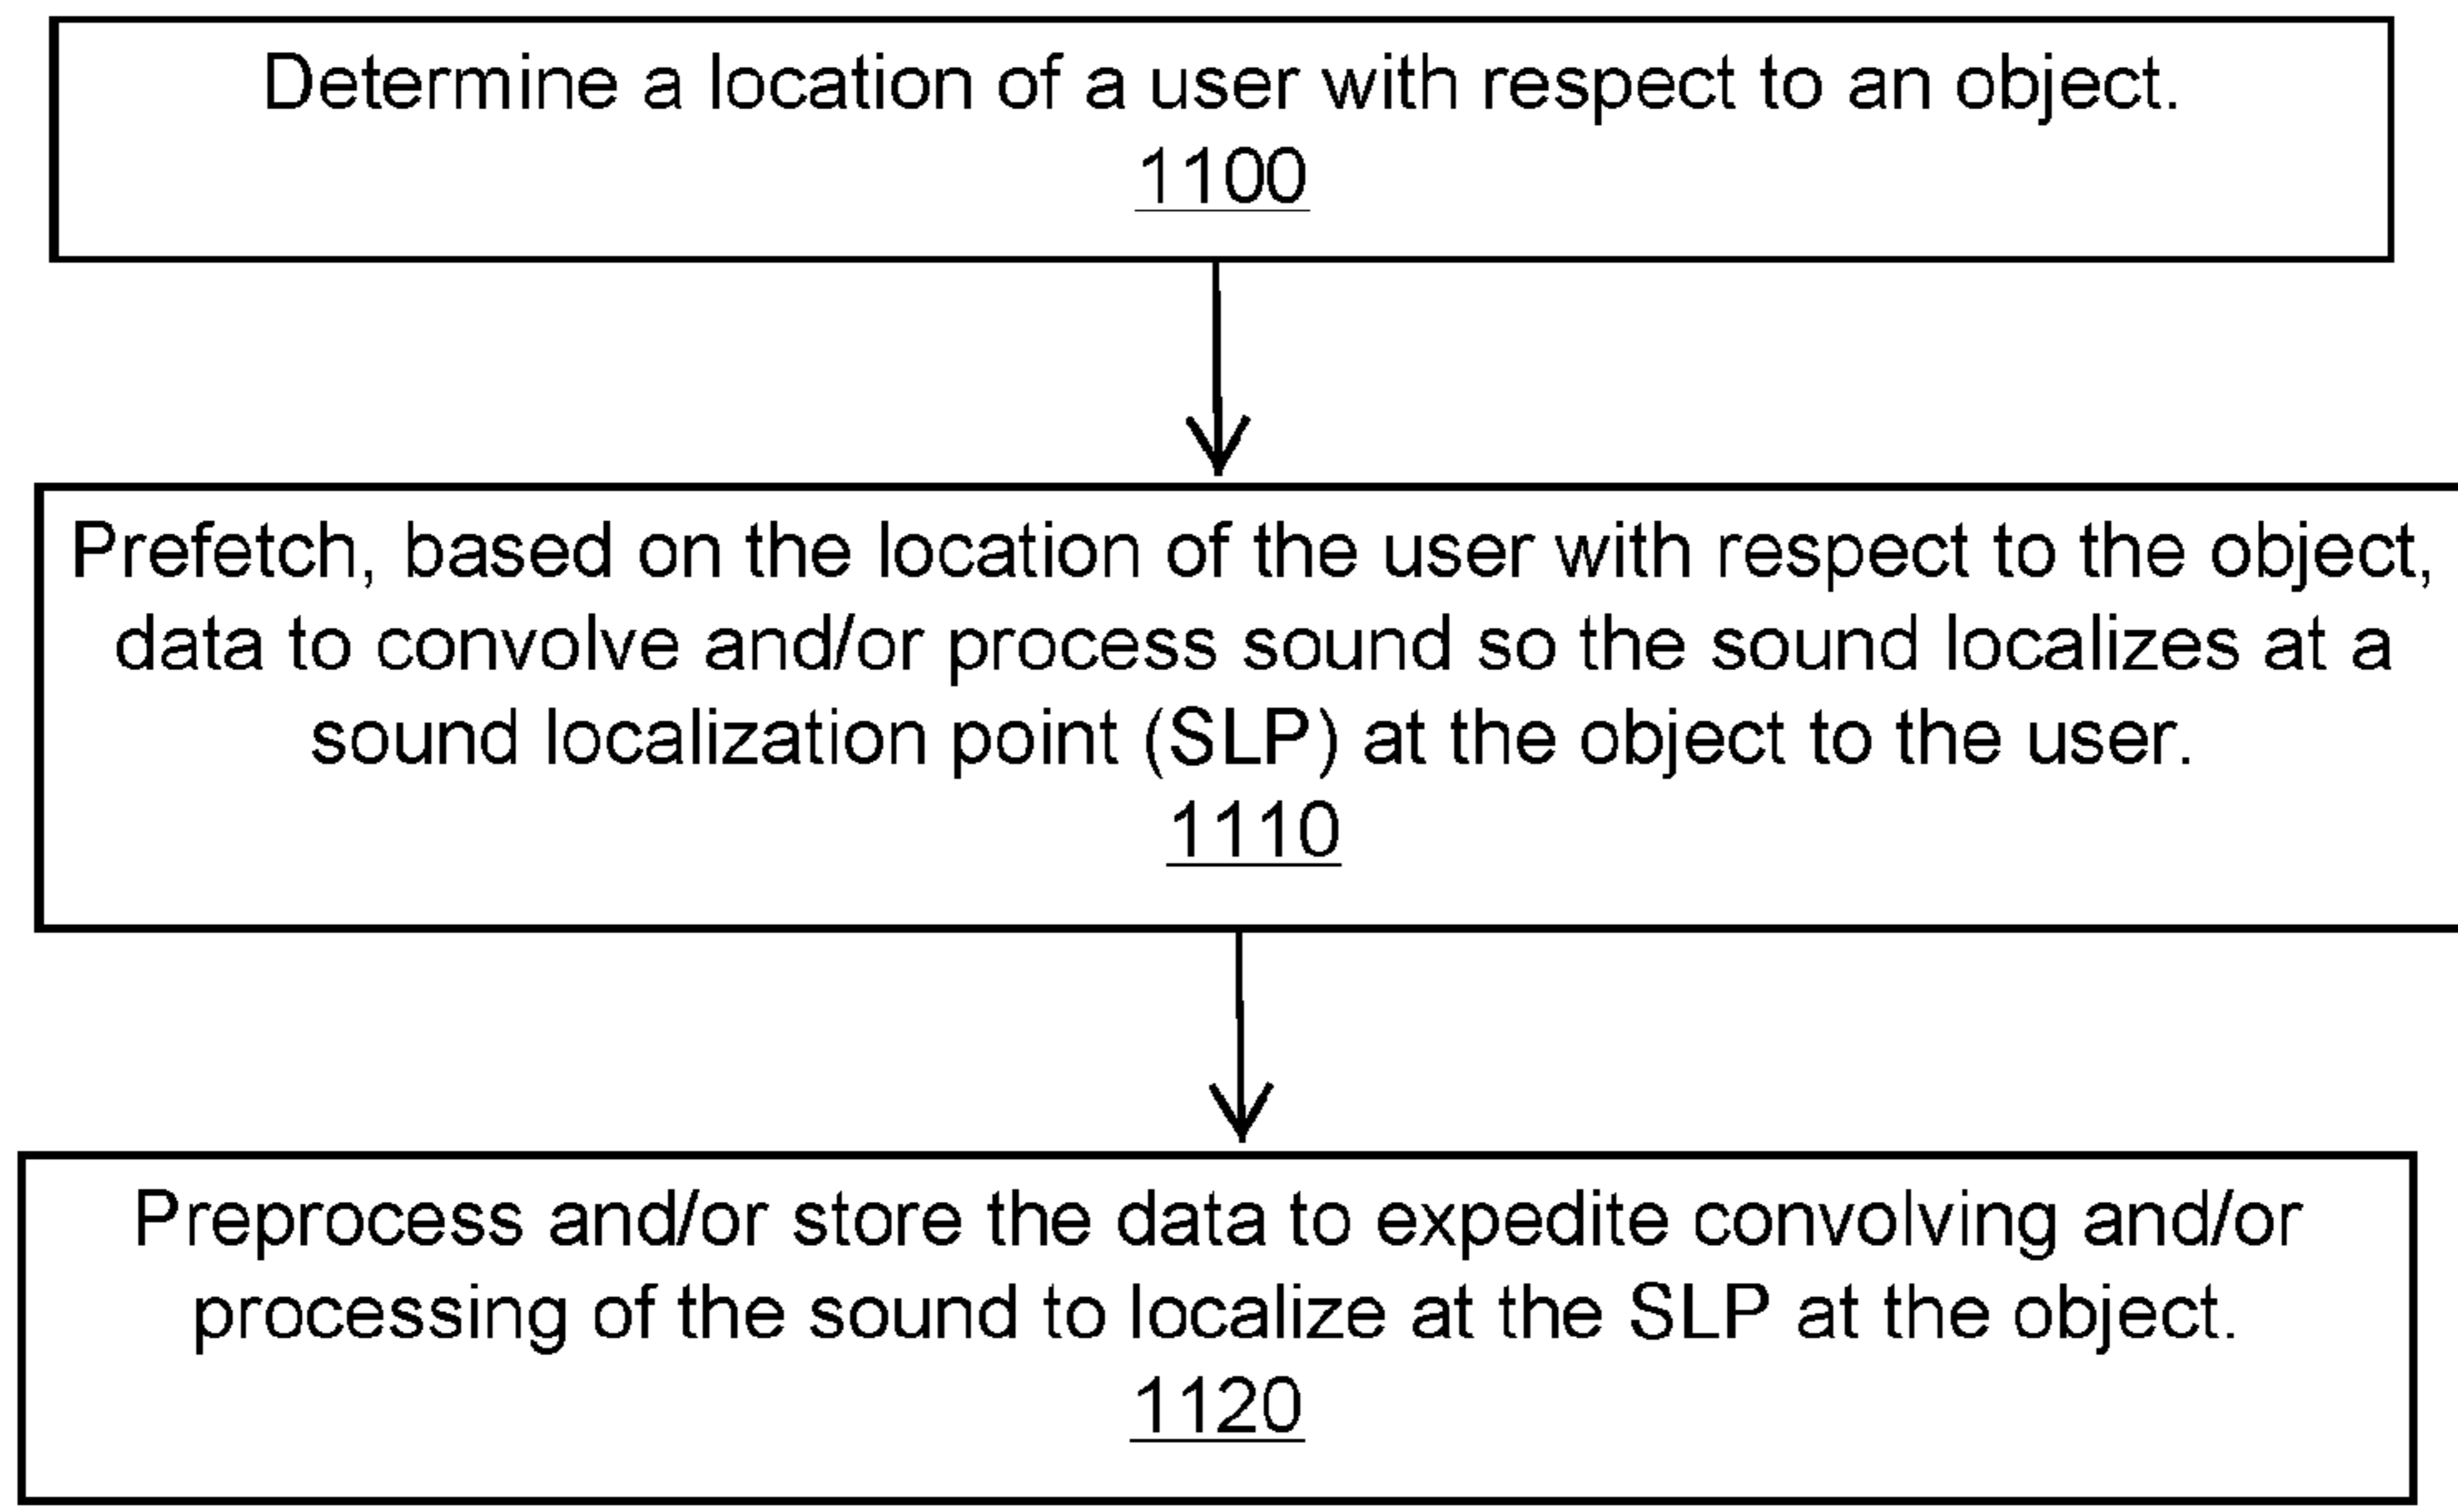 Determine a location of a user with respect to an object.
1100
Prefetch, based on the location of the user with respect to the object,
data to convolve and/or process sound so the sound localizes at a
sound localization point (SLP) at the object to the user.
1110
Preprocess and/or store the data to expedite convolving and/or
processing of the sound to localize at the SLP at the object.
1120